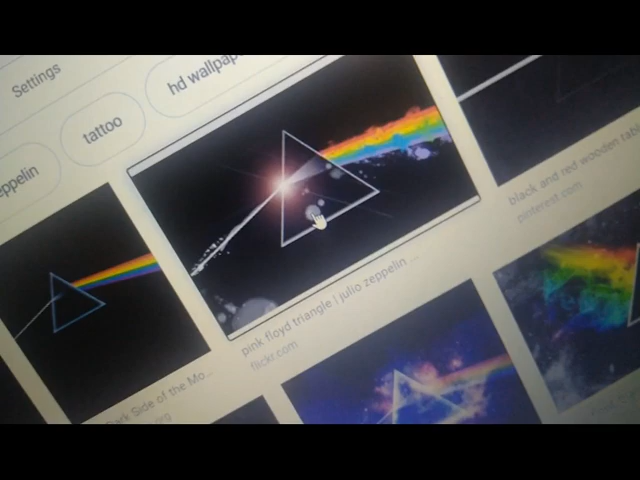 Settings
hd wallpap
tattoo
eppelin
black and red wooden tabl
pinterest.com
pink floyd triangle | julio zeppelin ...
flickr.com
Dark Side of the Mo...
.org